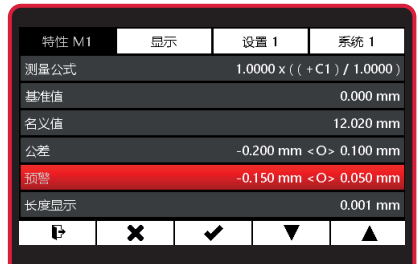 特性 M1 显示 设置 1 系统 1
测量公式 1.0000 x ( ( +C1 ) / 1.0000 )
基准值 0.000 mm
名义值 12.020 mm
公差 -0.200 mm <O> 0.100 mm
预警 -0.150 mm <O> 0.050 mm
长度显示 0.001 mm